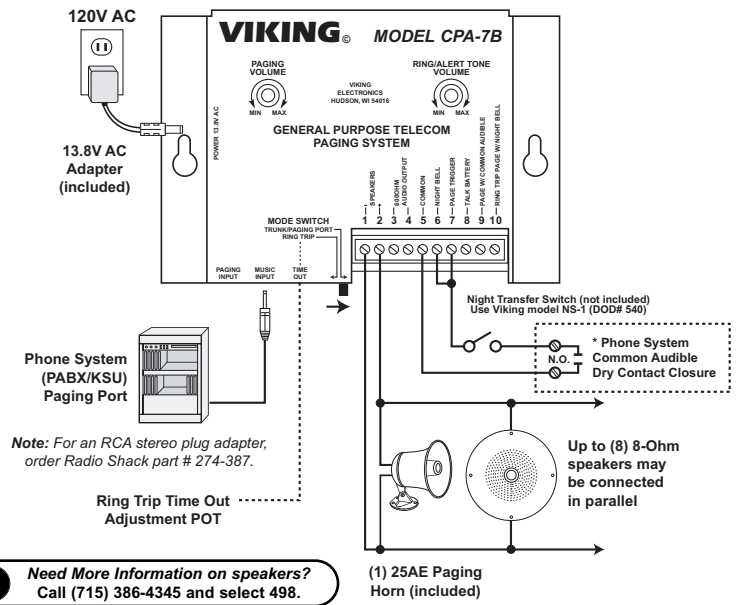 120V AC
VIKING© MODEL CPA-7B
PAGING
VOLUME
MIN MAX
VIKING
ELECTRONICS
HUDSON, WI 54016
RING/ALERT TONE
VOLUME
MIN MAX
POWER 13.8V AC
GENERAL PURPOSE TELECOM
PAGING SYSTEM
13.8V AC
Adapter
(included)
- SPEAKERS +
600OHM
AUDIO OUTPUT
COMMON
NIGHT BELL
PAGE TRIGGER
TALK BATTERY
PAGE W/ COMMON AUDIBLE
RING TRIP PAGE W/ NIGHT BELL
1 2 3 4 5 6 7 8 9 10
MODE SWITCH
TRUNK/PAGING PORT
RING TRIP
PAGING
INPUT
MUSIC
INPUT
TIME
OUT
Night Transfer Switch (not included)
Use Viking model NS-1 (DOD# 540)
N.O.
* Phone System
Common Audible
Dry Contact Closure
Phone System
(PABX/KSU)
Paging Port
Note: For an RCA stereo plug adapter,
order Radio Shack part # 274-387.
Ring Trip Time Out
Adjustment POT
Up to (8) 8-Ohm
speakers may
be connected
in parallel
(1) 25AE Paging
Horn (included)
Need More Information on speakers?
Call (715) 386-4345 and select 498.